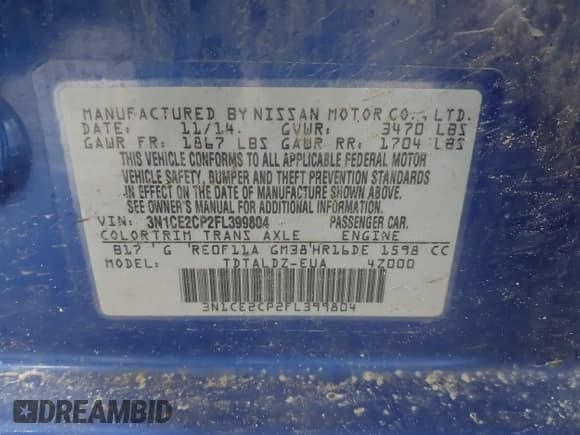 MANUFACTURED BY NISSAN MOTOR CO., LTD.
DATE: 11/14. GVWR: 3470 LBS
GAWR FR: 1867 LBS GAWR RR: 1704 LBS
THIS VEHICLE CONFORMS TO ALL APPLICABLE FEDERAL MOTOR
VEHICLE SAFETY, BUMPER AND THEFT PREVENTION STANDARDS
IN EFFECT ON THE DATE OF MANUFACTURE SHOWN ABOVE.
SEE OWNER'S MANUAL FOR ADDITIONAL INFORMATION
VIN: 3N1CE2CP2FL399804 PASSENGER CAR.
COLOR TRIM TRANS AXLE ENGINE
B17 G RE0F11A GM38 HR16DE 1598 CC
MODEL: TDTALDZ-EUA 4Z000
3N1CE2CP2FL399804
DREAMBID